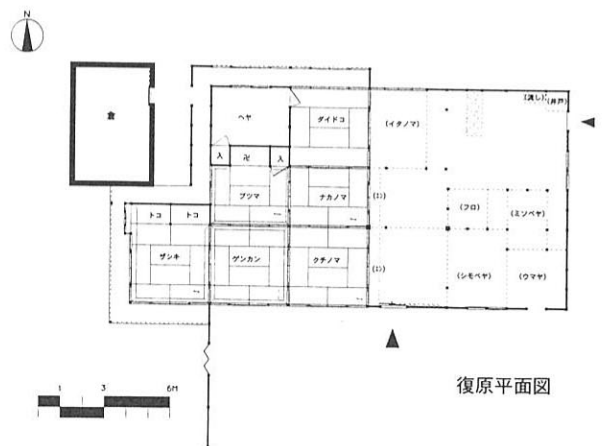 N
倉
ヘヤ
ダイドコ
(イタノマ)
(流し)
(井戸)
入
卍
入
ブツマ
ナカノマ
(フロ)
(ミソベヤ)
トコ
トコ
ザシキ
ゲンカン
クチノマ
(シモベヤ)
(ウマヤ)
1
3
6M
復原平面図